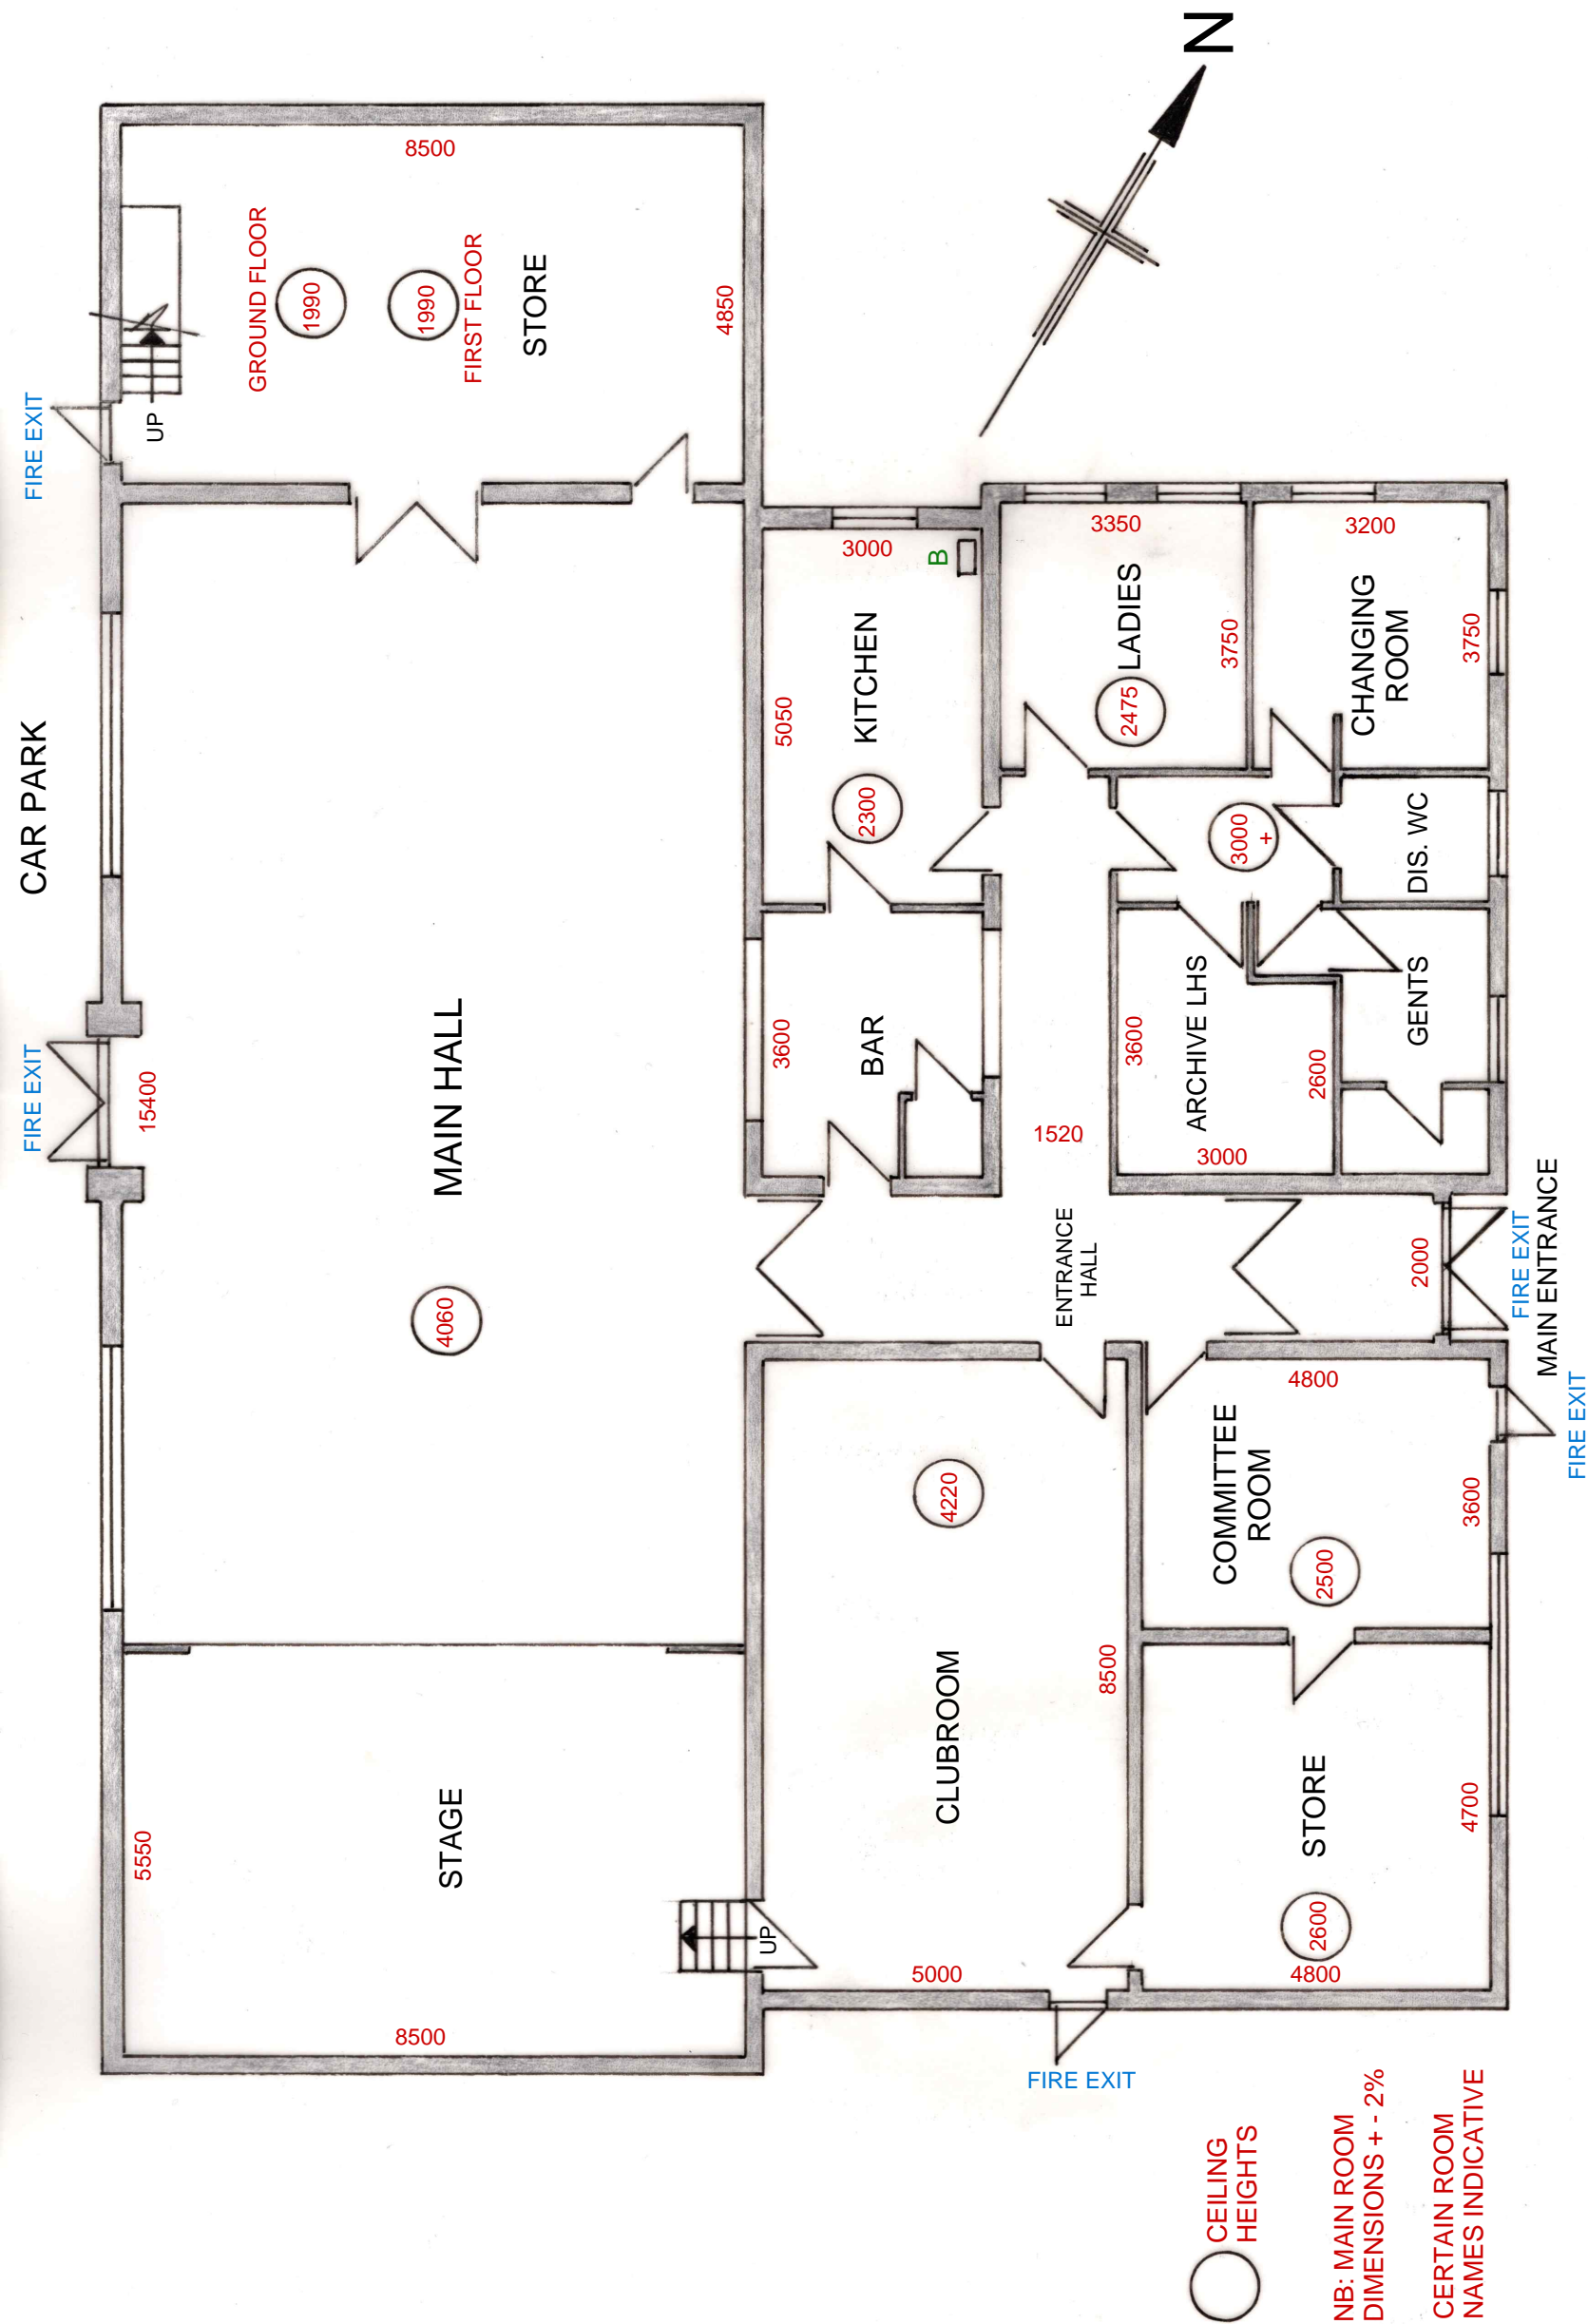 CAR PARK
FIRE EXIT
FIRE EXIT
N
8500
GROUND FLOOR
1990
1990
FIRST FLOOR
STORE
4850
UP
15400
MAIN HALL
4060
3000
B
KITCHEN
5050
2300
3350
LADIES
3750
2475
3200
CHANGING
ROOM
3750
3000
+
DIS. WC
BAR
3600
ARCHIVE LHS
3600
2600
3000
GENTS
1520
ENTRANCE
HALL
2000
FIRE EXIT
MAIN ENTRANCE
5550
STAGE
8500
UP
CLUBROOM
4220
8500
5000
4800
COMMITTEE
ROOM
2500
3600
FIRE EXIT
STORE
4700
2600
4800
FIRE EXIT
CEILING
HEIGHTS
NB: MAIN ROOM
DIMENSIONS + - 2%
CERTAIN ROOM
NAMES INDICATIVE